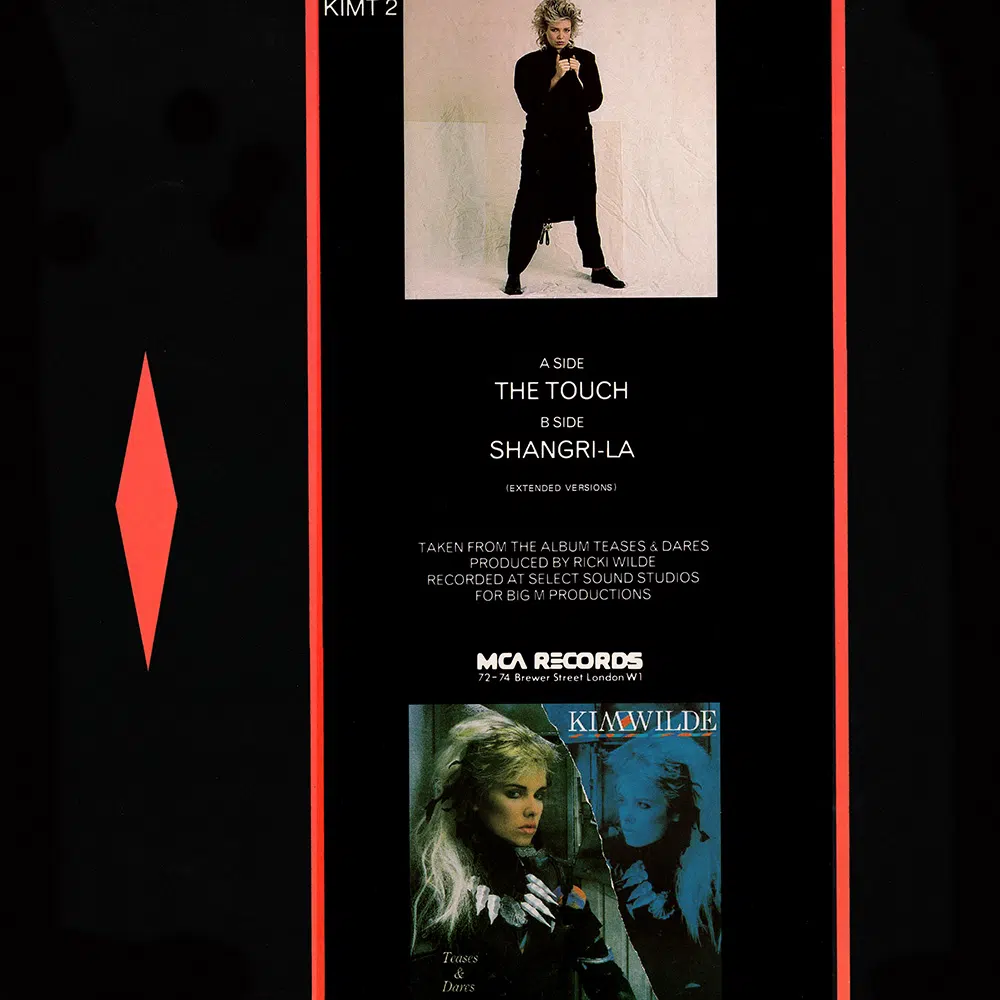 KIMT 2
A SIDE
THE TOUCH
B SIDE
SHANGRI-LA
(EXTENDED VERSIONS)
TAKEN FROM THE ALBUM TEASES & DARES
PRODUCED BY RICKI WILDE
RECORDED AT SELECT SOUND STUDIOS
FOR BIG M PRODUCTIONS
MCA RECORDS
72-74 Brewer Street London W1
KIM WILDE
Teases
&
Dares